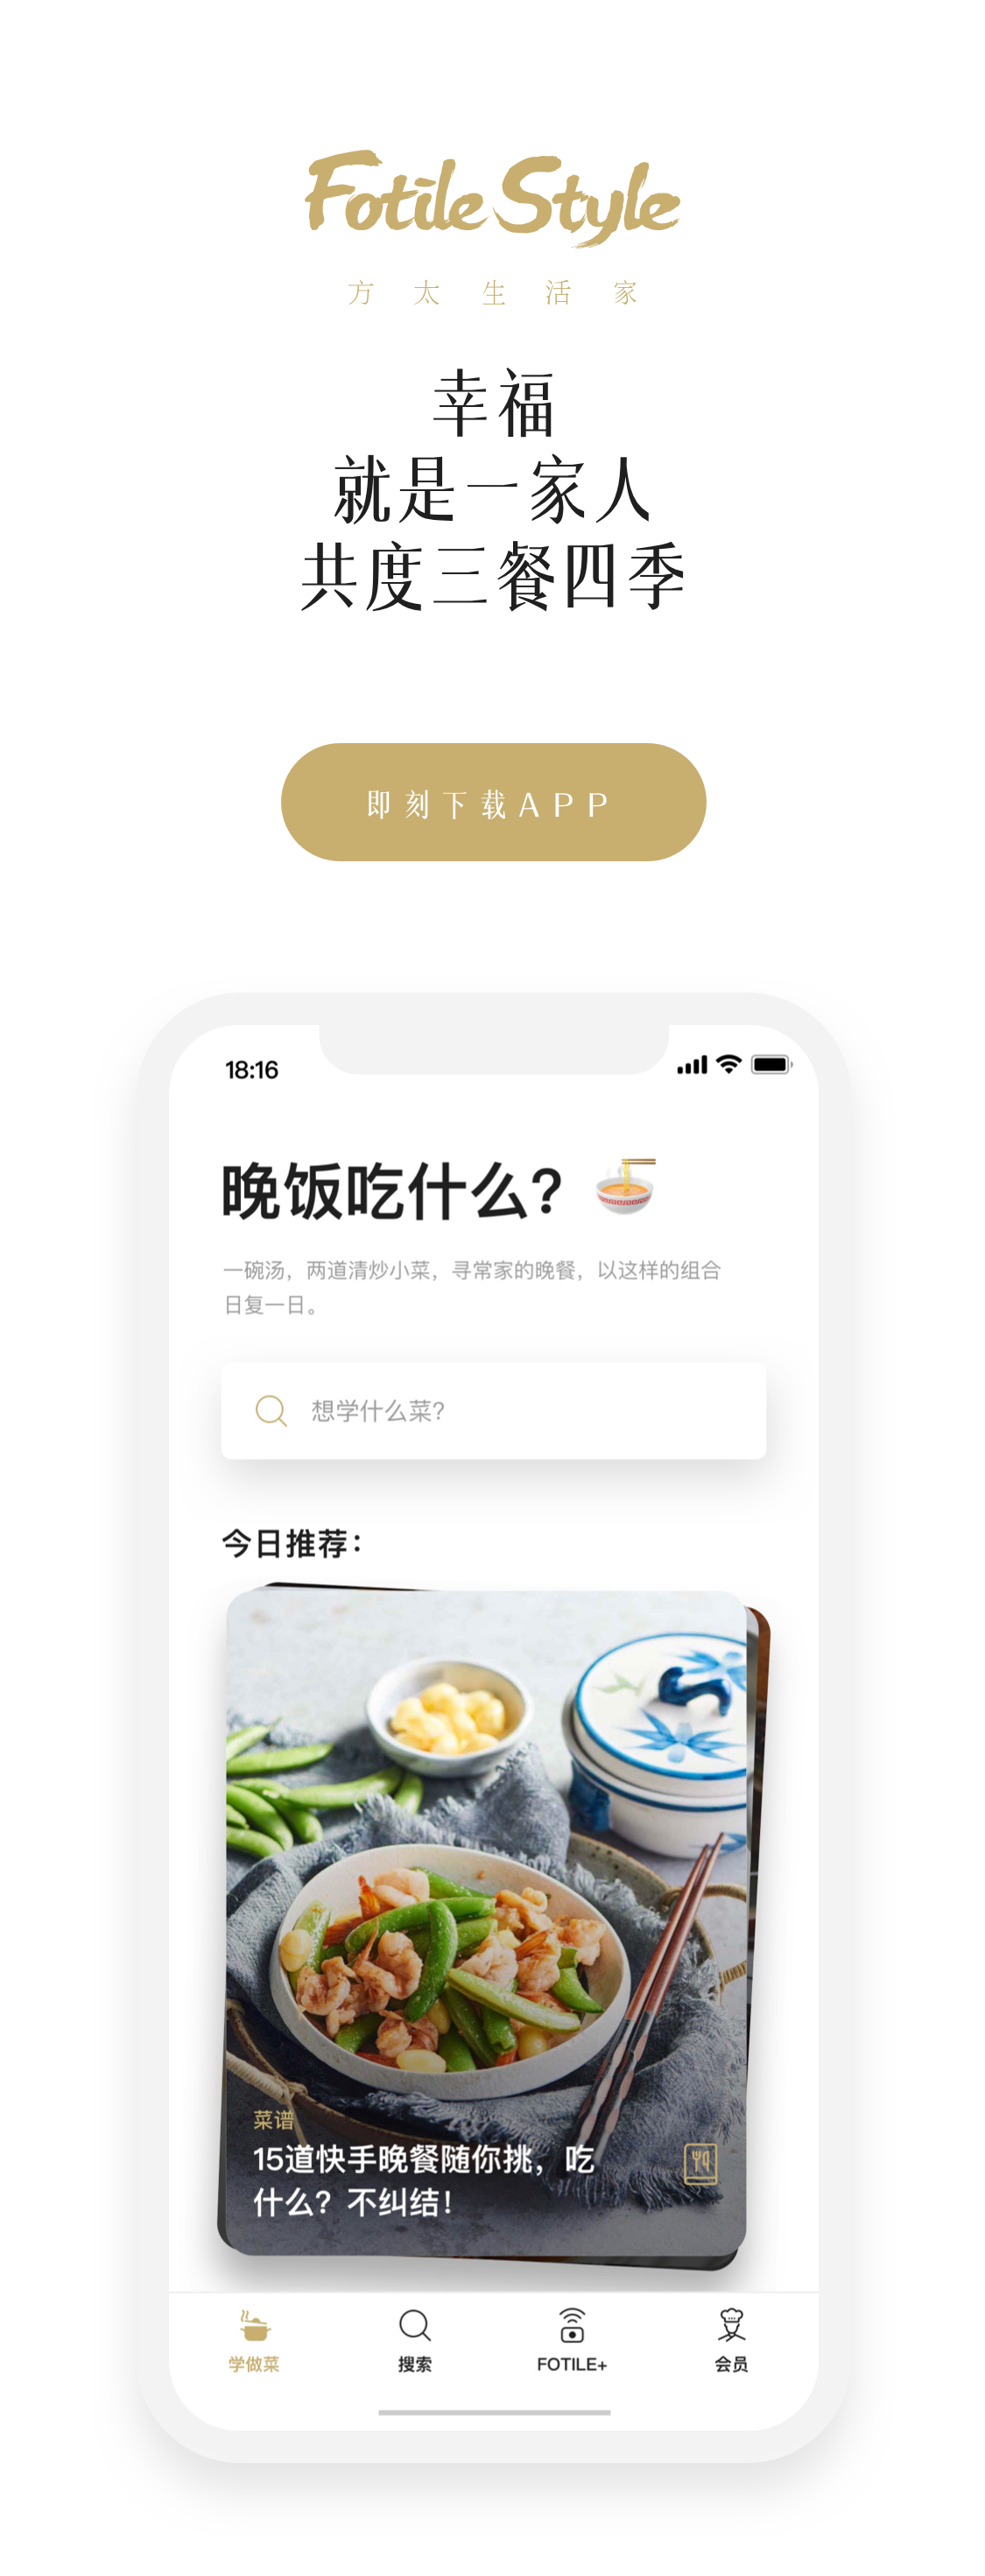 Fotile Style
方太生活家
幸福
就是一家人
共度三餐四季
即刻下载APP
18:16
晚饭吃什么?
一碗汤，两道清炒小菜，寻常家的晚餐，以这样的组合
日复一日。
想学什么菜?
今日推荐：
菜谱
15道快手晚餐随你挑，吃
什么？不纠结！
学做菜
搜索
FOTILE+
会员